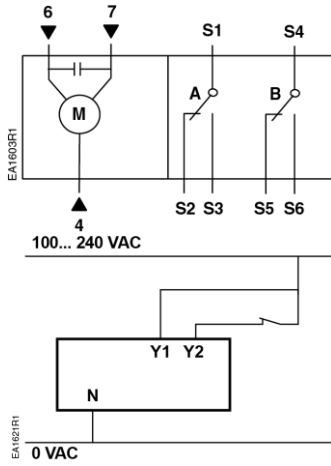 6 7 S1 S4
A B
M
EA1603R1
S2 S3 S5 S6
4
100... 240 VAC
Y1 Y2
N
EA1621R1
0 VAC